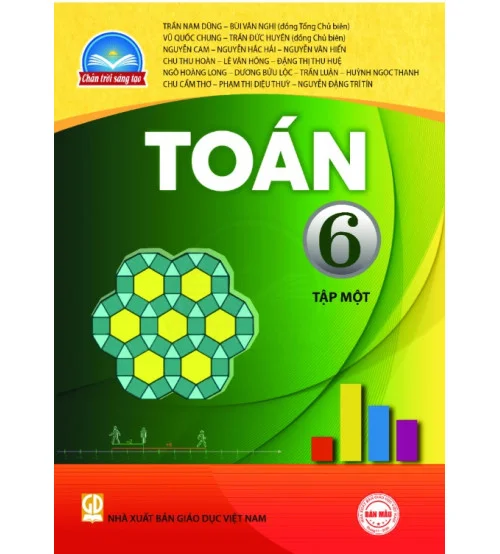 TRẦN NAM DŨNG – BÙI VĂN NGHỊ (đồng Tổng Chủ biên)
VŨ QUỐC CHUNG – TRẦN ĐỨC HUYÊN (đồng Chủ biên)
NGUYỄN CAM – NGUYỄN HẮC HẢI – NGUYỄN VĂN HIỂN
CHU THU HOÀN – LÊ VĂN HỒNG – ĐẶNG THỊ THU HUỆ
NGÔ HOÀNG LONG – DƯƠNG BỬU LỘC – TRẦN LUẬN – HUỲNH NGỌC THANH
CHU CẨM THƠ – PHẠM THỊ DIỆU THUỲ – NGUYỄN ĐẶNG TRÍ TÍN
Chân trời sáng tạo
TOÁN
6
TẬP MỘT
GD
NHÀ XUẤT BẢN GIÁO DỤC VIỆT NAM
BẢN MẪU